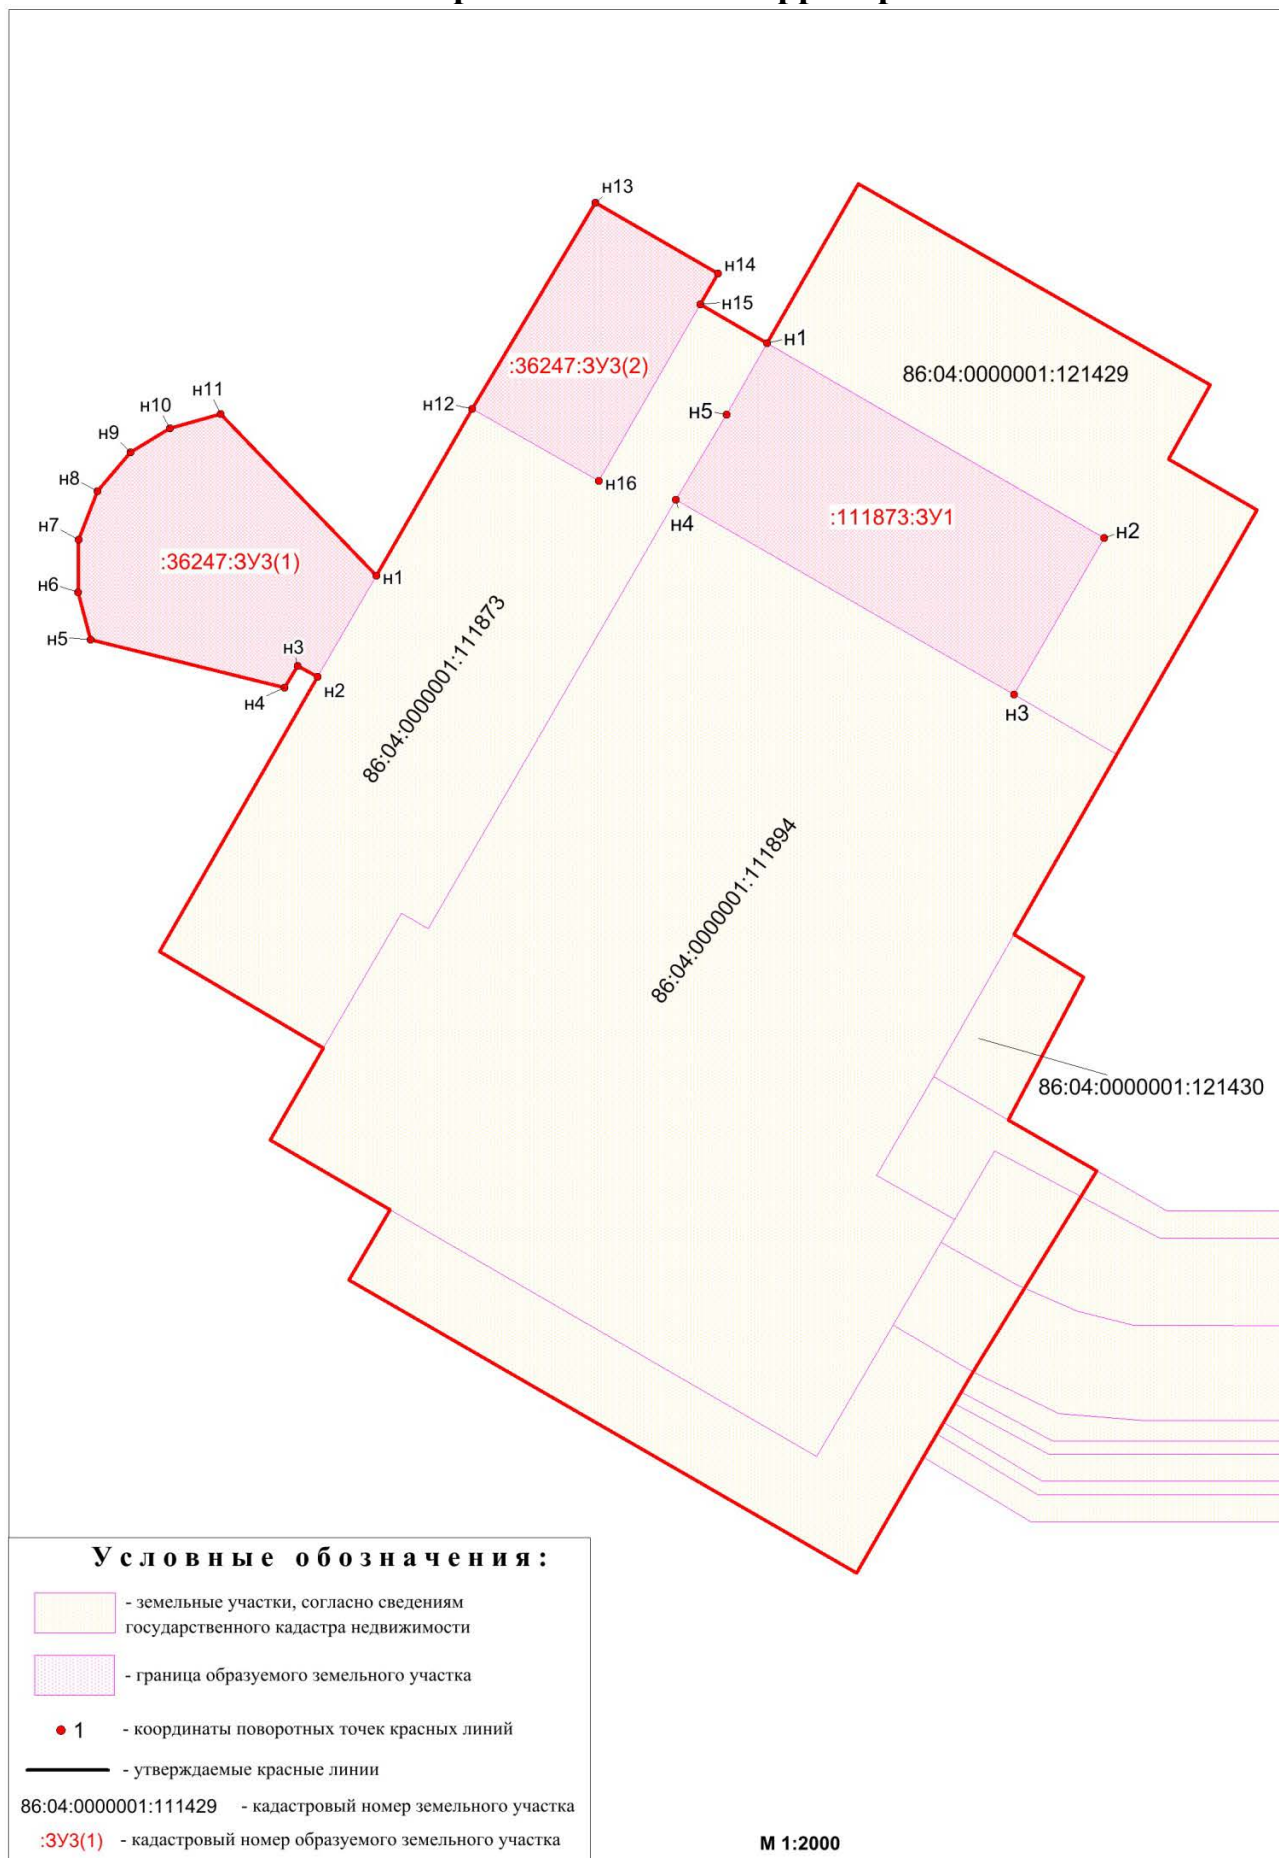 н13
н14
н15
н1
86:04:0000001:121429
:36247:ЗУ3(2)
н12
н11
н10
н5
н9
н16
н8
н4
:111873:ЗУ1
н2
н7
:36247:ЗУ3(1)
н1
н6
86:04:0000001:111873
н5
н3
н2
н4
н3
86:04:0000001:111894
86:04:0000001:121430
Условные обозначения:
- земельные участки, согласно сведениям
государственного кадастра недвижимости
- граница образуемого земельного участка
1 - координаты поворотных точек красных линий
- утверждаемые красные линии
86:04:0000001:111429 - кадастровый номер земельного участка
:ЗУ3(1) - кадастровый номер образуемого земельного участка
М 1:2000